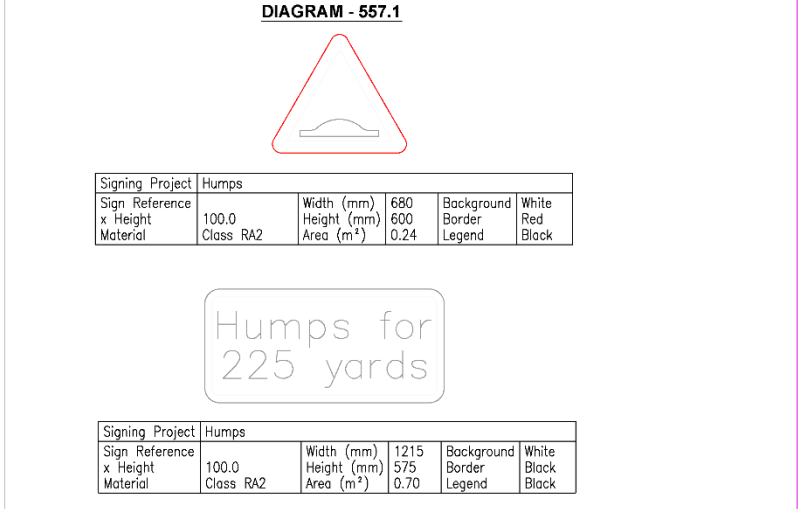 DIAGRAM - 557.1
Signing Project Humps
Sign Reference Width (mm) 680 Background White
x Height 100.0 Height (mm) 600 Border Red
Material Class RA2 Area (m²) 0.24 Legend Black
Humps for
225 yards
Signing Project Humps
Sign Reference Width (mm) 1215 Background White
x Height 100.0 Height (mm) 575 Border Black
Material Class RA2 Area (m²) 0.70 Legend Black